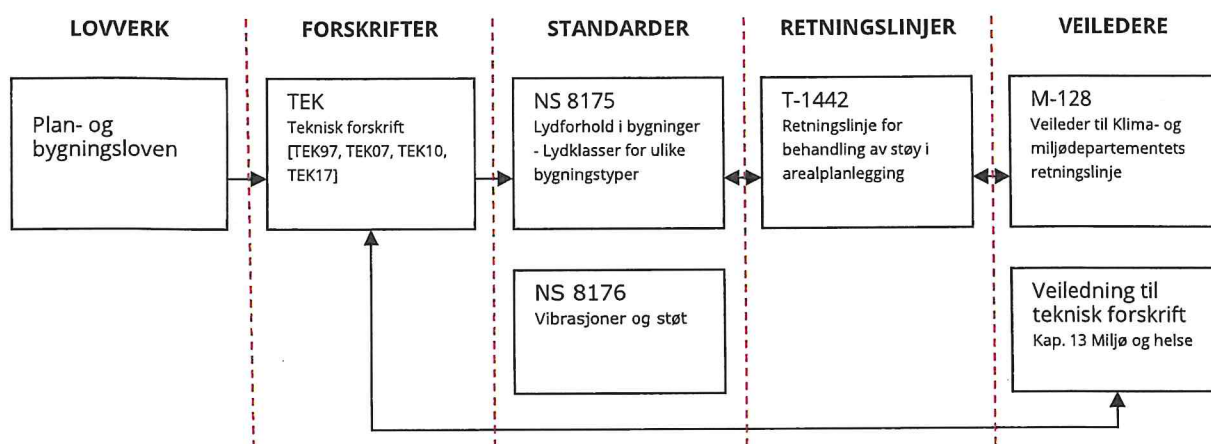 LOVVERK
FORSKRIFTER
STANDARDER
RETNINGSLINJER
VEILEDERE
Plan- og
bygningsloven
TEK
Teknisk forskrift
[TEK97, TEK07, TEK10,
TEK17]
NS 8175
Lydforhold i bygninger
- Lydklasser for ulike
bygningstyper
T-1442
Retningslinje for
behandling av støy i
arealplanlegging
M-128
Veileder til Klima- og
miljødepartementets
retningslinje
NS 8176
Vibrasjoner og støt
Veiledning til
teknisk forskrift
Kap. 13 Miljø og helse